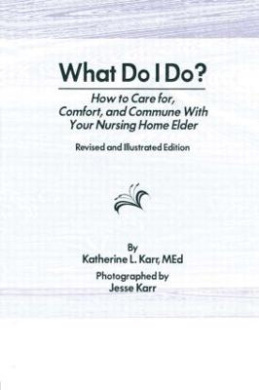 What Do I Do?
How to Care for,
Comfort, and Commune With
Your Nursing Home Elder
Revised and Illustrated Edition
By
Katherine L. Karr, MEd
Photographed by
Jesse Karr